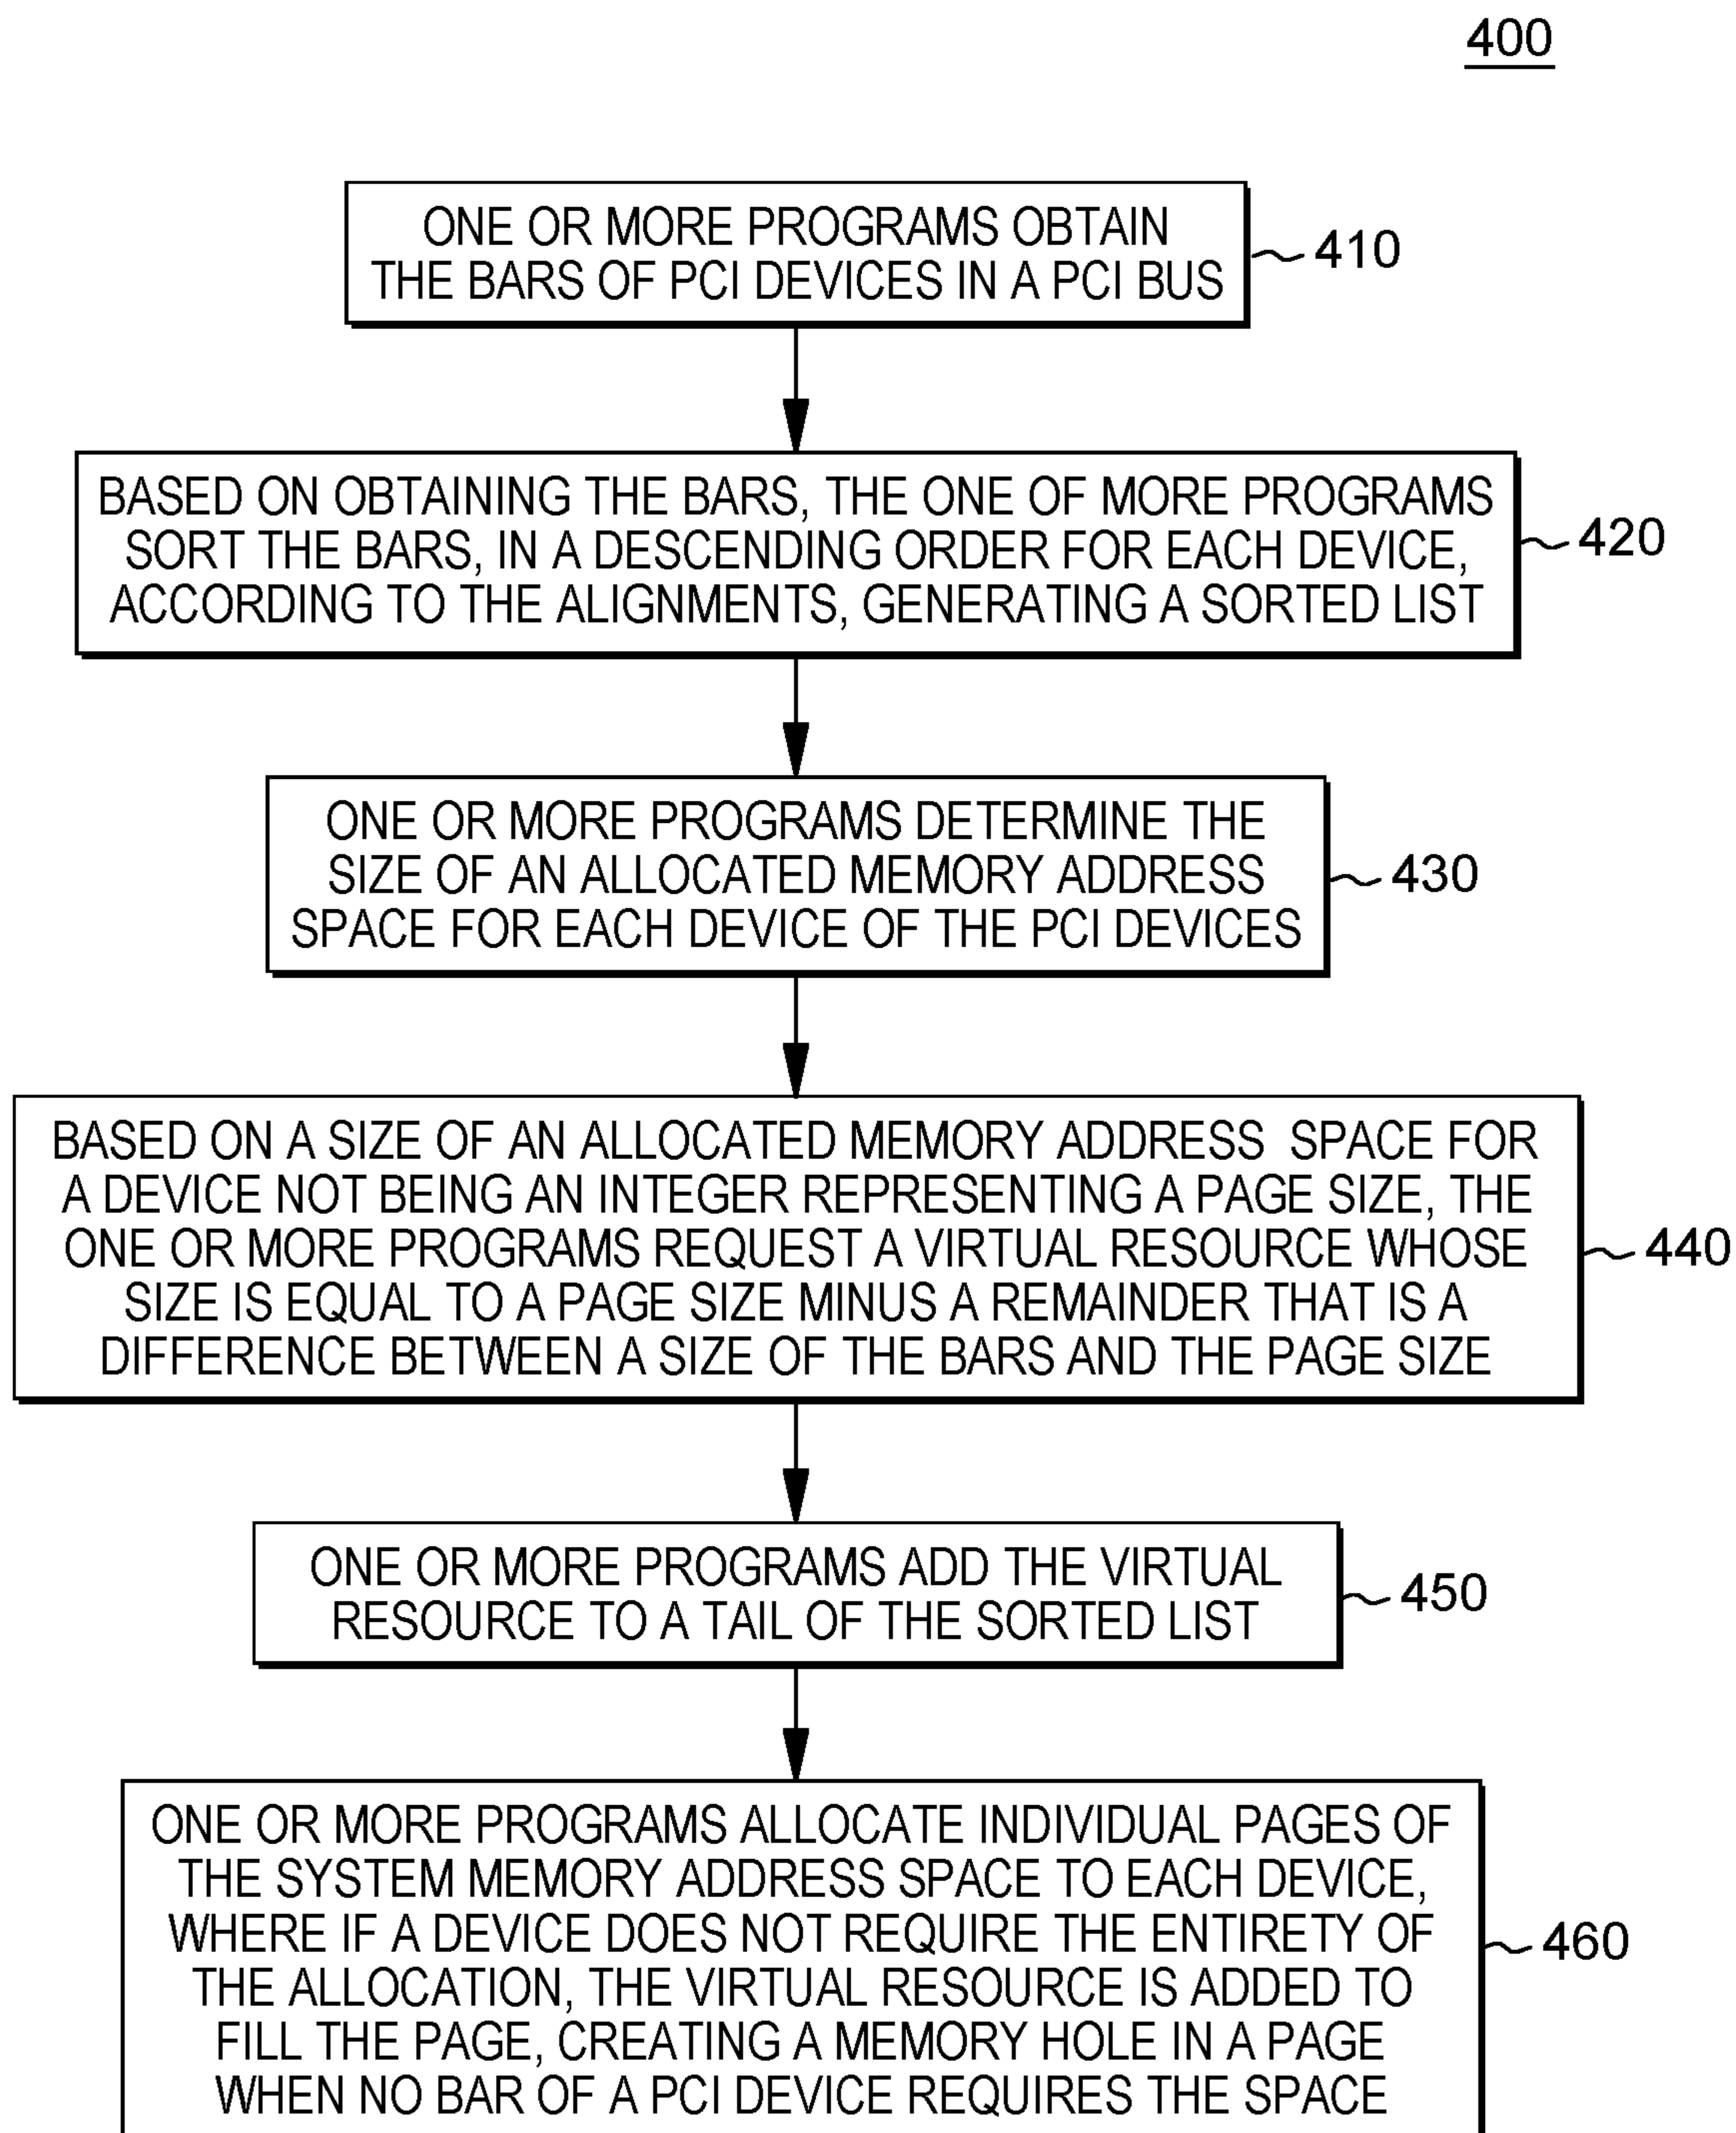 400
ONE OR MORE PROGRAMS OBTAIN
THE BARS OF PCI DEVICES IN A PCI BUS
410
BASED ON OBTAINING THE BARS, THE ONE OF MORE PROGRAMS
SORT THE BARS, IN A DESCENDING ORDER FOR EACH DEVICE,
ACCORDING TO THE ALIGNMENTS, GENERATING A SORTED LIST
420
ONE OR MORE PROGRAMS DETERMINE THE
SIZE OF AN ALLOCATED MEMORY ADDRESS
SPACE FOR EACH DEVICE OF THE PCI DEVICES
430
BASED ON A SIZE OF AN ALLOCATED MEMORY ADDRESS SPACE FOR
A DEVICE NOT BEING AN INTEGER REPRESENTING A PAGE SIZE, THE
ONE OR MORE PROGRAMS REQUEST A VIRTUAL RESOURCE WHOSE
SIZE IS EQUAL TO A PAGE SIZE MINUS A REMAINDER THAT IS A
DIFFERENCE BETWEEN A SIZE OF THE BARS AND THE PAGE SIZE
440
ONE OR MORE PROGRAMS ADD THE VIRTUAL
RESOURCE TO A TAIL OF THE SORTED LIST
450
ONE OR MORE PROGRAMS ALLOCATE INDIVIDUAL PAGES OF
THE SYSTEM MEMORY ADDRESS SPACE TO EACH DEVICE,
WHERE IF A DEVICE DOES NOT REQUIRE THE ENTIRETY OF
THE ALLOCATION, THE VIRTUAL RESOURCE IS ADDED TO
FILL THE PAGE, CREATING A MEMORY HOLE IN A PAGE
WHEN NO BAR OF A PCI DEVICE REQUIRES THE SPACE
460